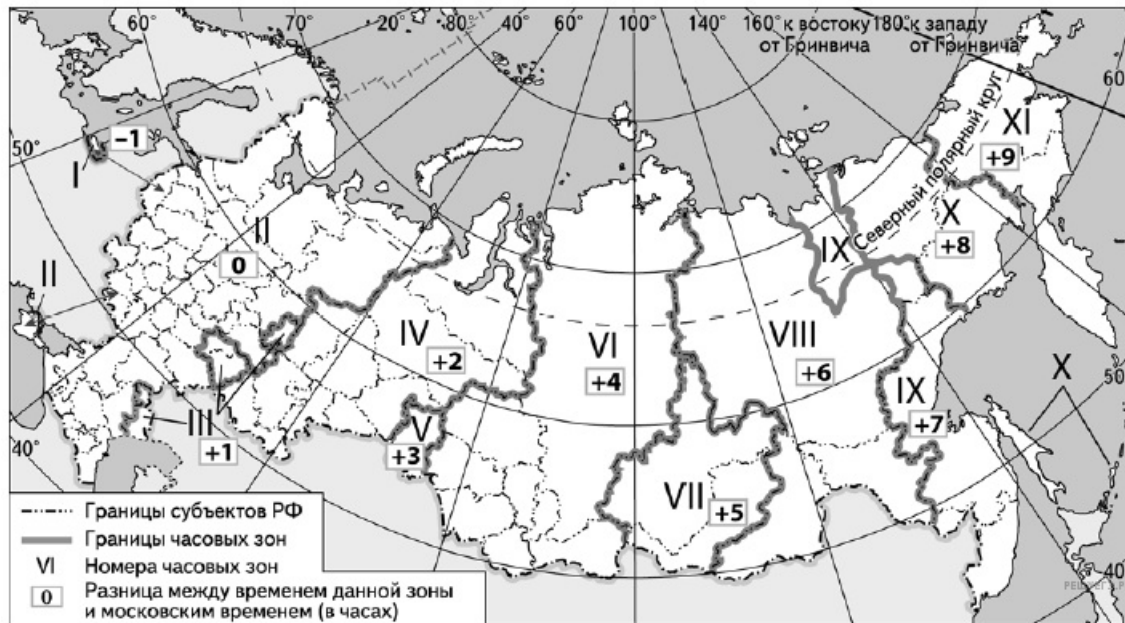 60°
70°
80°
100°
140°
160° к востоку
от Гринвича
180° к западу
от Гринвича
60°
50°
–1
I
II
0
II
Северный полярный круг
XI
+9
X
+8
IX
IV
+2
VI
+4
VIII
+6
IX
+7
X
50°
III
+1
V
+3
VII
+5
40°
40°
Границы субъектов РФ
Границы часовых зон
VI Номера часовых зон
0 Разница между временем данной зоны
и московским временем (в часах)